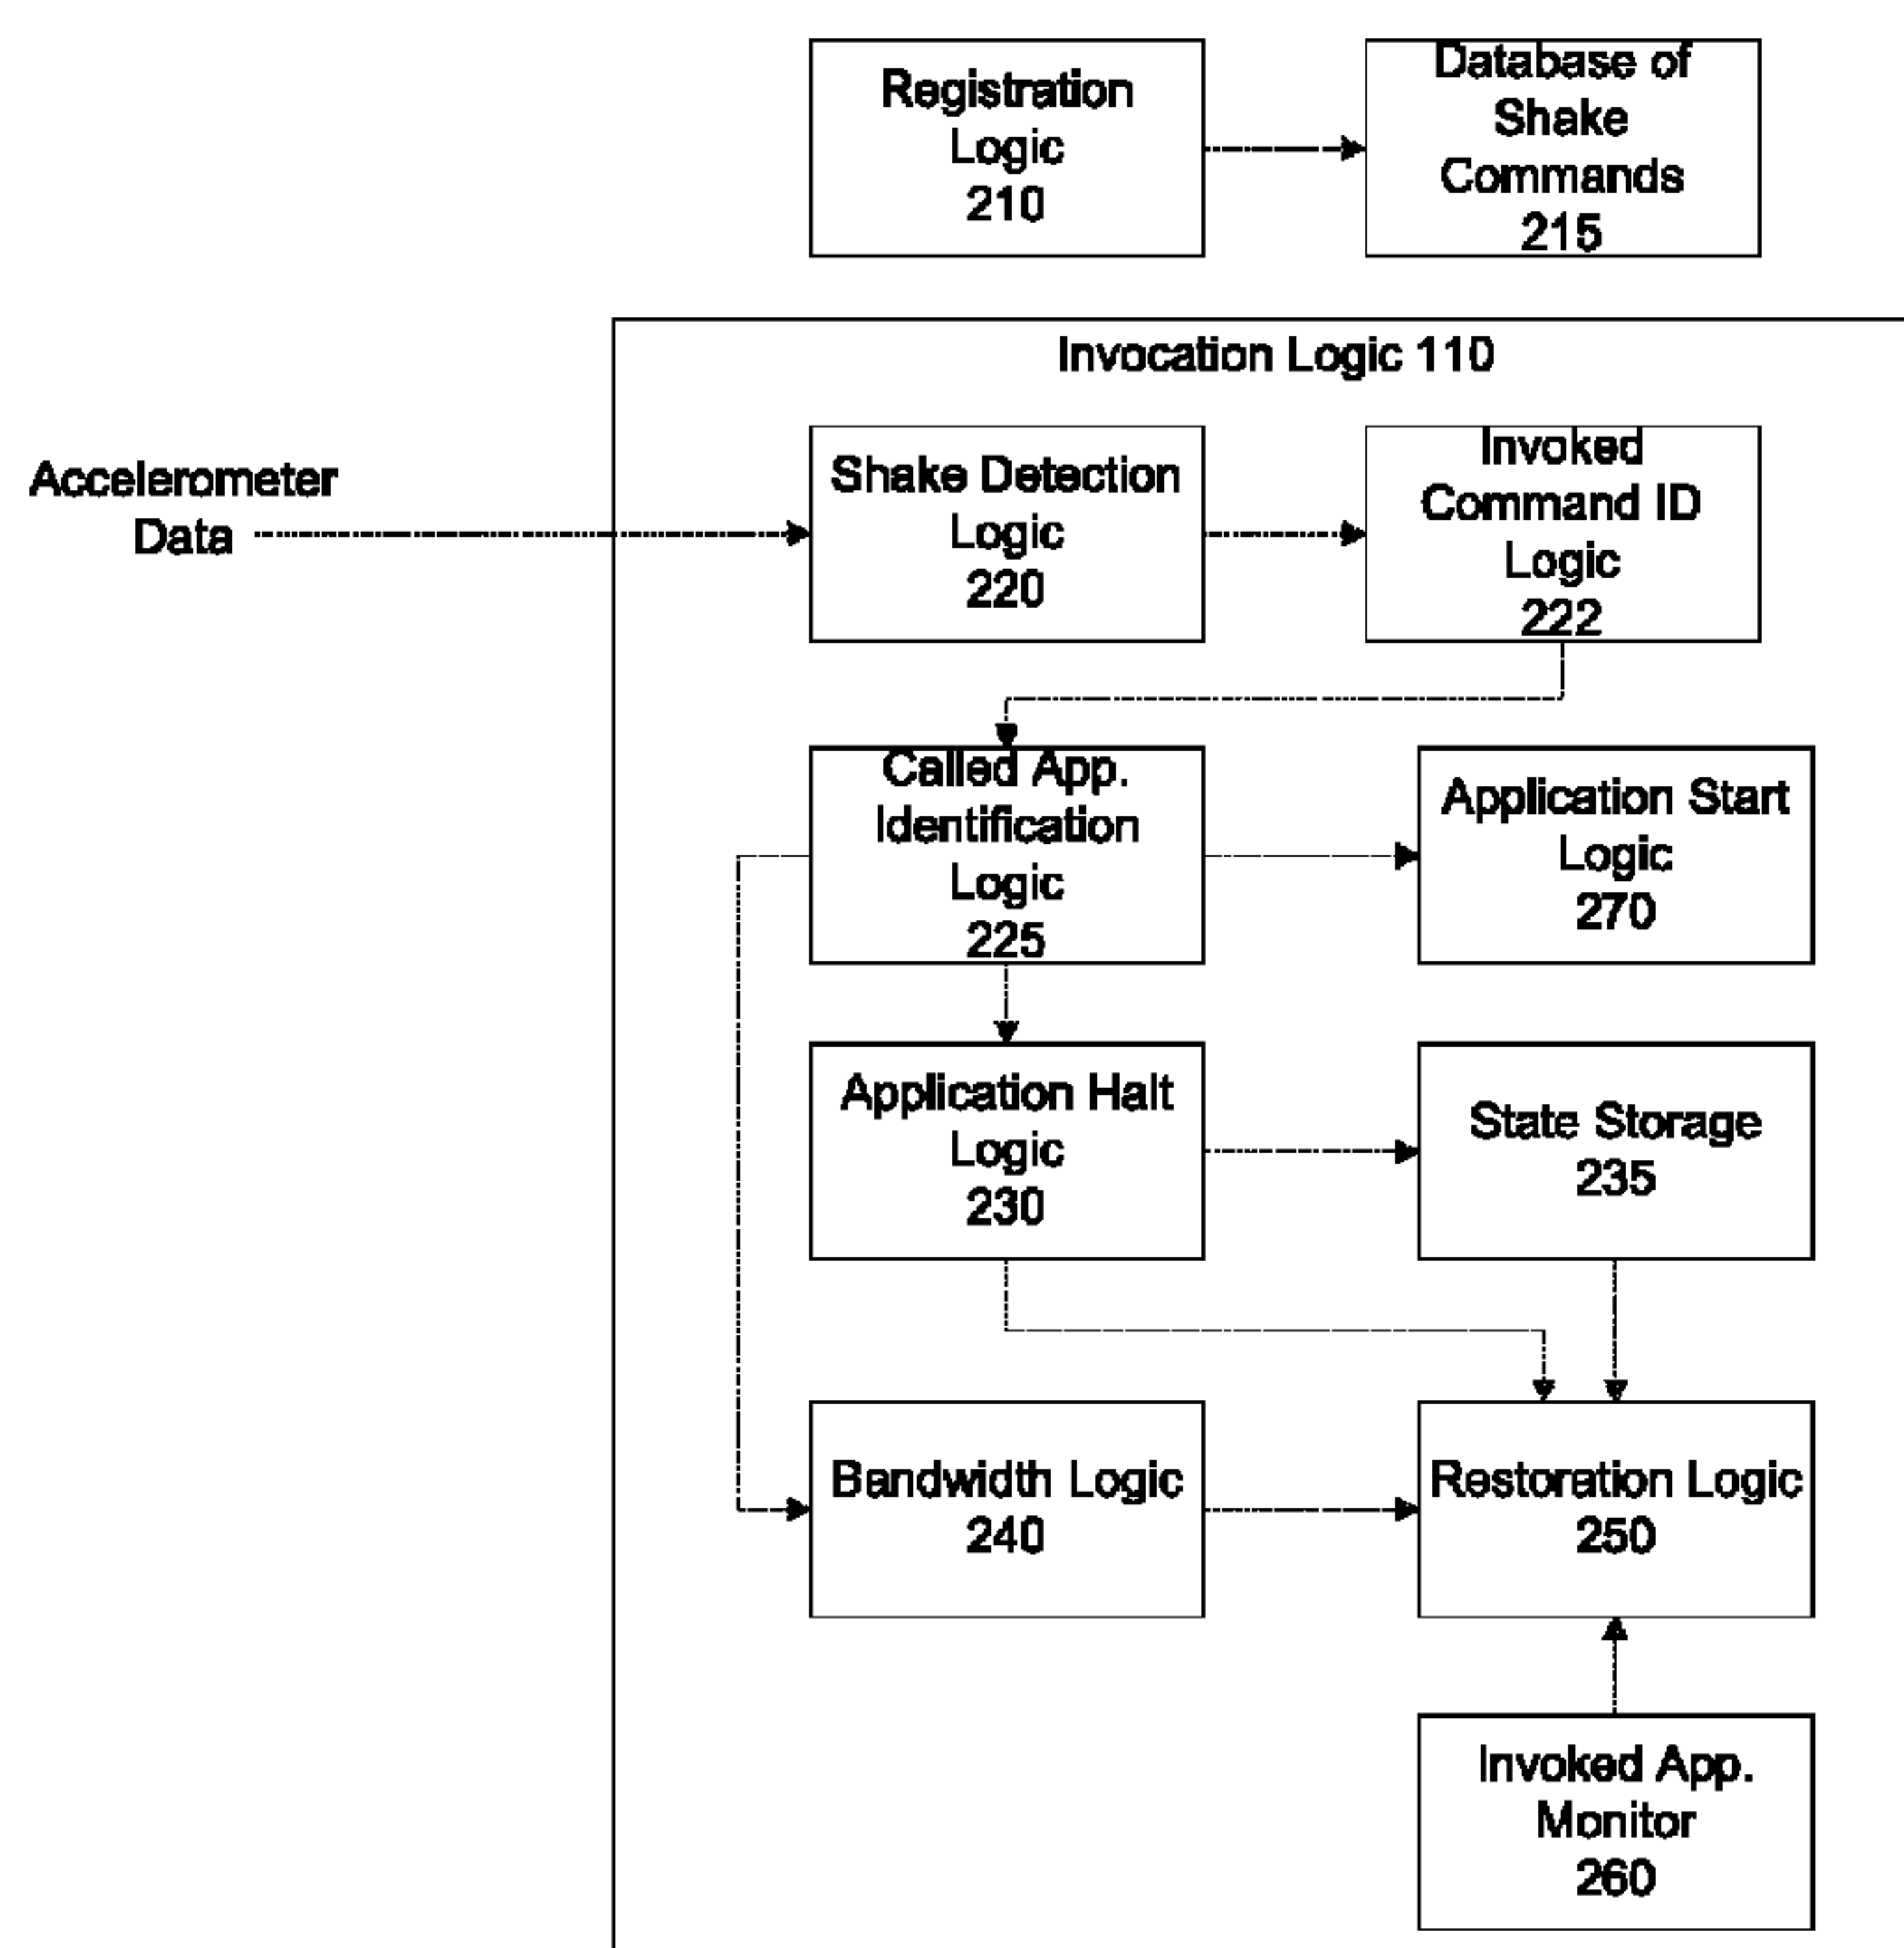 Registration
Logic
210
Database of
Shake
Commands
215
Invocation Logic 110
Accelerometer
Data
Shake Detection
Logic
220
Invoked
Command ID
Logic
222
Called App.
Identification
Logic
225
Application Start
Logic
270
Application Halt
Logic
230
State Storage
235
Bandwidth Logic
240
Restoration Logic
250
Invoked App.
Monitor
260